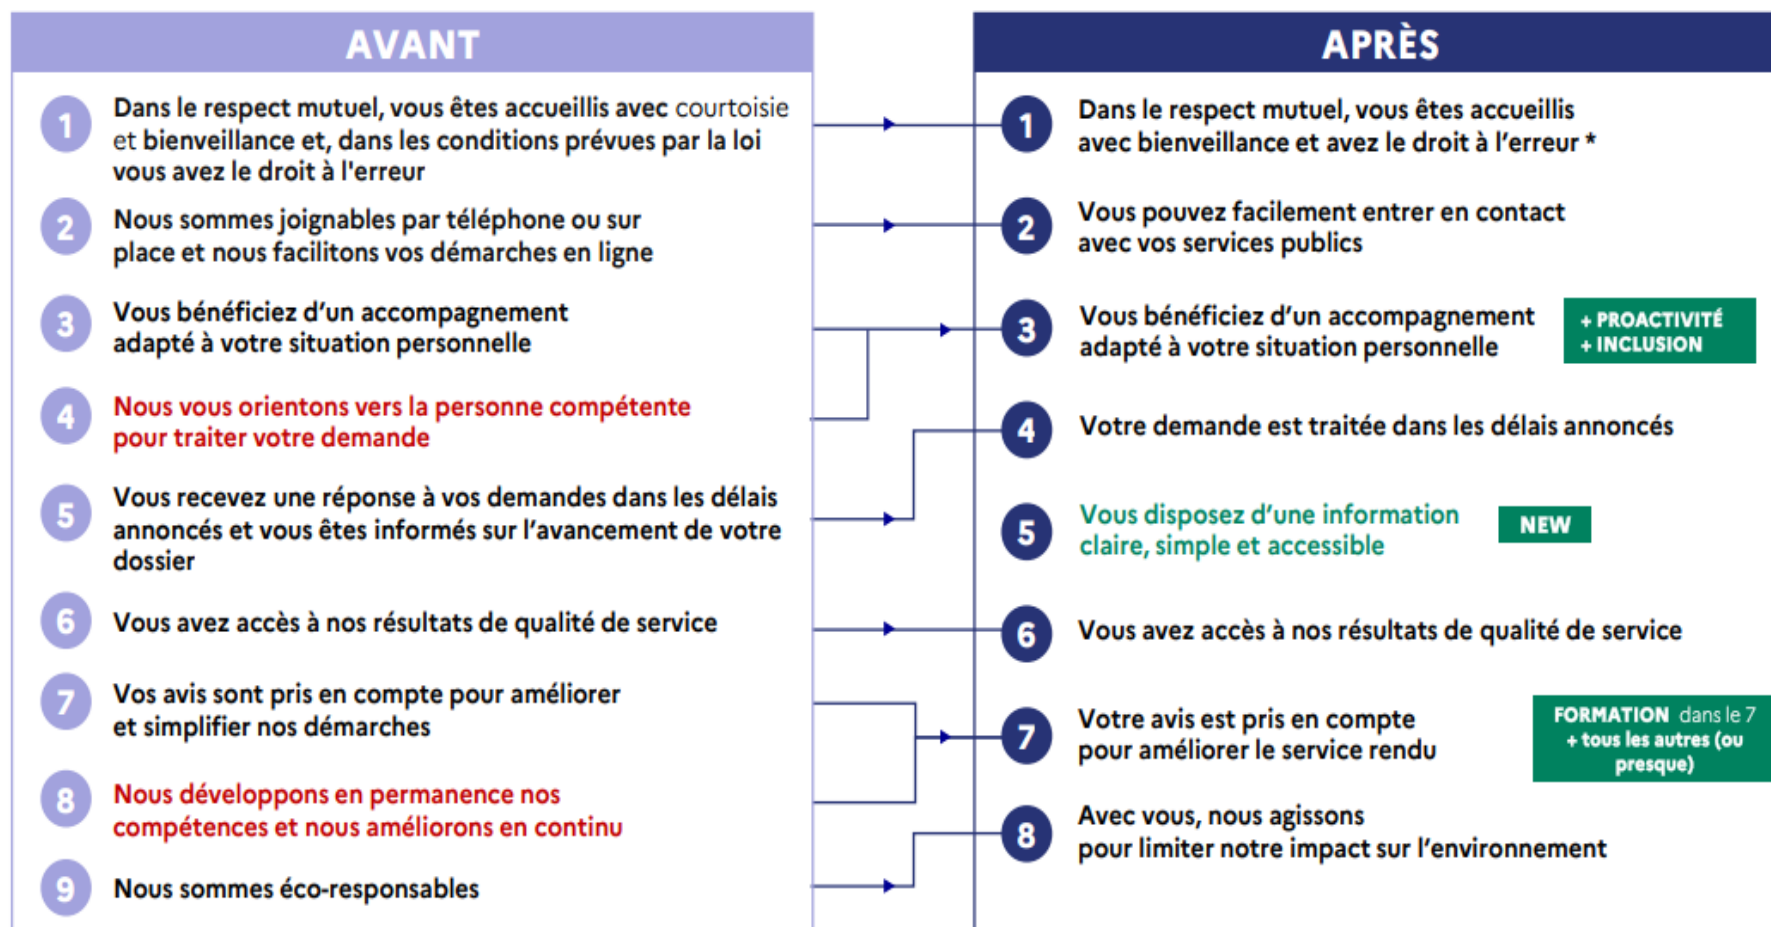 AVANT
1
Dans le respect mutuel, vous êtes accueillis avec courtoisie
et bienveillance et, dans les conditions prévues par la loi
vous avez le droit à l'erreur
2
Nous sommes joignables par téléphone ou sur
place et nous facilitons vos démarches en ligne
3
Vous bénéficiez d’un accompagnement
adapté à votre situation personnelle
4
Nous vous orientons vers la personne compétente
pour traiter votre demande
5
Vous recevez une réponse à vos demandes dans les délais
annoncés et vous êtes informés sur l’avancement de votre
dossier
6
Vous avez accès à nos résultats de qualité de service
7
Vos avis sont pris en compte pour améliorer
et simplifier nos démarches
8
Nous développons en permanence nos
compétences et nous améliorons en continu
9
Nous sommes éco-responsables
APRÈS
1
Dans le respect mutuel, vous êtes accueillis
avec bienveillance et avez le droit à l’erreur *
2
Vous pouvez facilement entrer en contact
avec vos services publics
3
Vous bénéficiez d’un accompagnement
adapté à votre situation personnelle
+ PROACTIVITÉ
+ INCLUSION
4
Votre demande est traitée dans les délais annoncés
5
Vous disposez d’une information
claire, simple et accessible
NEW
6
Vous avez accès à nos résultats de qualité de service
7
Votre avis est pris en compte
pour améliorer le service rendu
FORMATION dans le 7
+ tous les autres (ou
presque)
8
Avec vous, nous agissons
pour limiter notre impact sur l’environnement